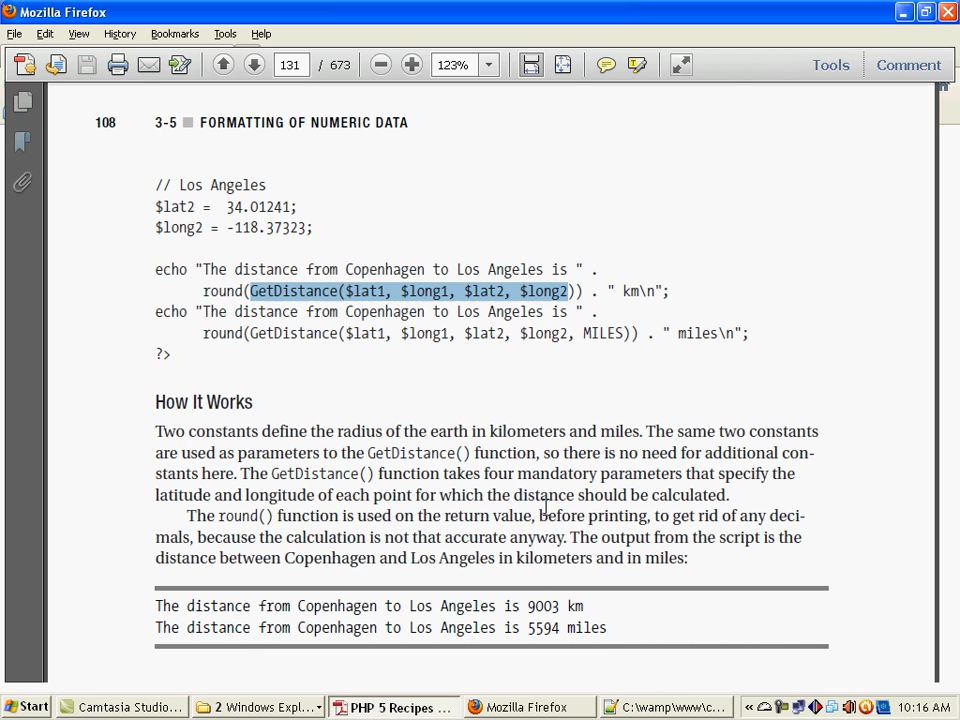 Mozilla Firefox
File Edit View History Bookmarks Tools Help
131 / 673 123% Tools Comment
108 3-5 ■ FORMATTING OF NUMERIC DATA
// Los Angeles
$lat2 = 34.01241;
$long2 = -118.37323;
echo "The distance from Copenhagen to Los Angeles is " .
round(GetDistance($lat1, $long1, $lat2, $long2)) . " km\n";
echo "The distance from Copenhagen to Los Angeles is " .
round(GetDistance($lat1, $long1, $lat2, $long2, MILES)) . " miles\n";
?>
How It Works
Two constants define the radius of the earth in kilometers and miles. The same two constants
are used as parameters to the GetDistance() function, so there is no need for additional con-
stants here. The GetDistance() function takes four mandatory parameters that specify the
latitude and longitude of each point for which the distance should be calculated.
The round() function is used on the return value, before printing, to get rid of any deci-
mals, because the calculation is not that accurate anyway. The output from the script is the
distance between Copenhagen and Los Angeles in kilometers and in miles:
The distance from Copenhagen to Los Angeles is 9003 km
The distance from Copenhagen to Los Angeles is 5594 miles
Start Camtasia Studio... 2 Windows Expl... PHP 5 Recipes ... Mozilla Firefox C:\wamp\www\c... « 10:16 AM